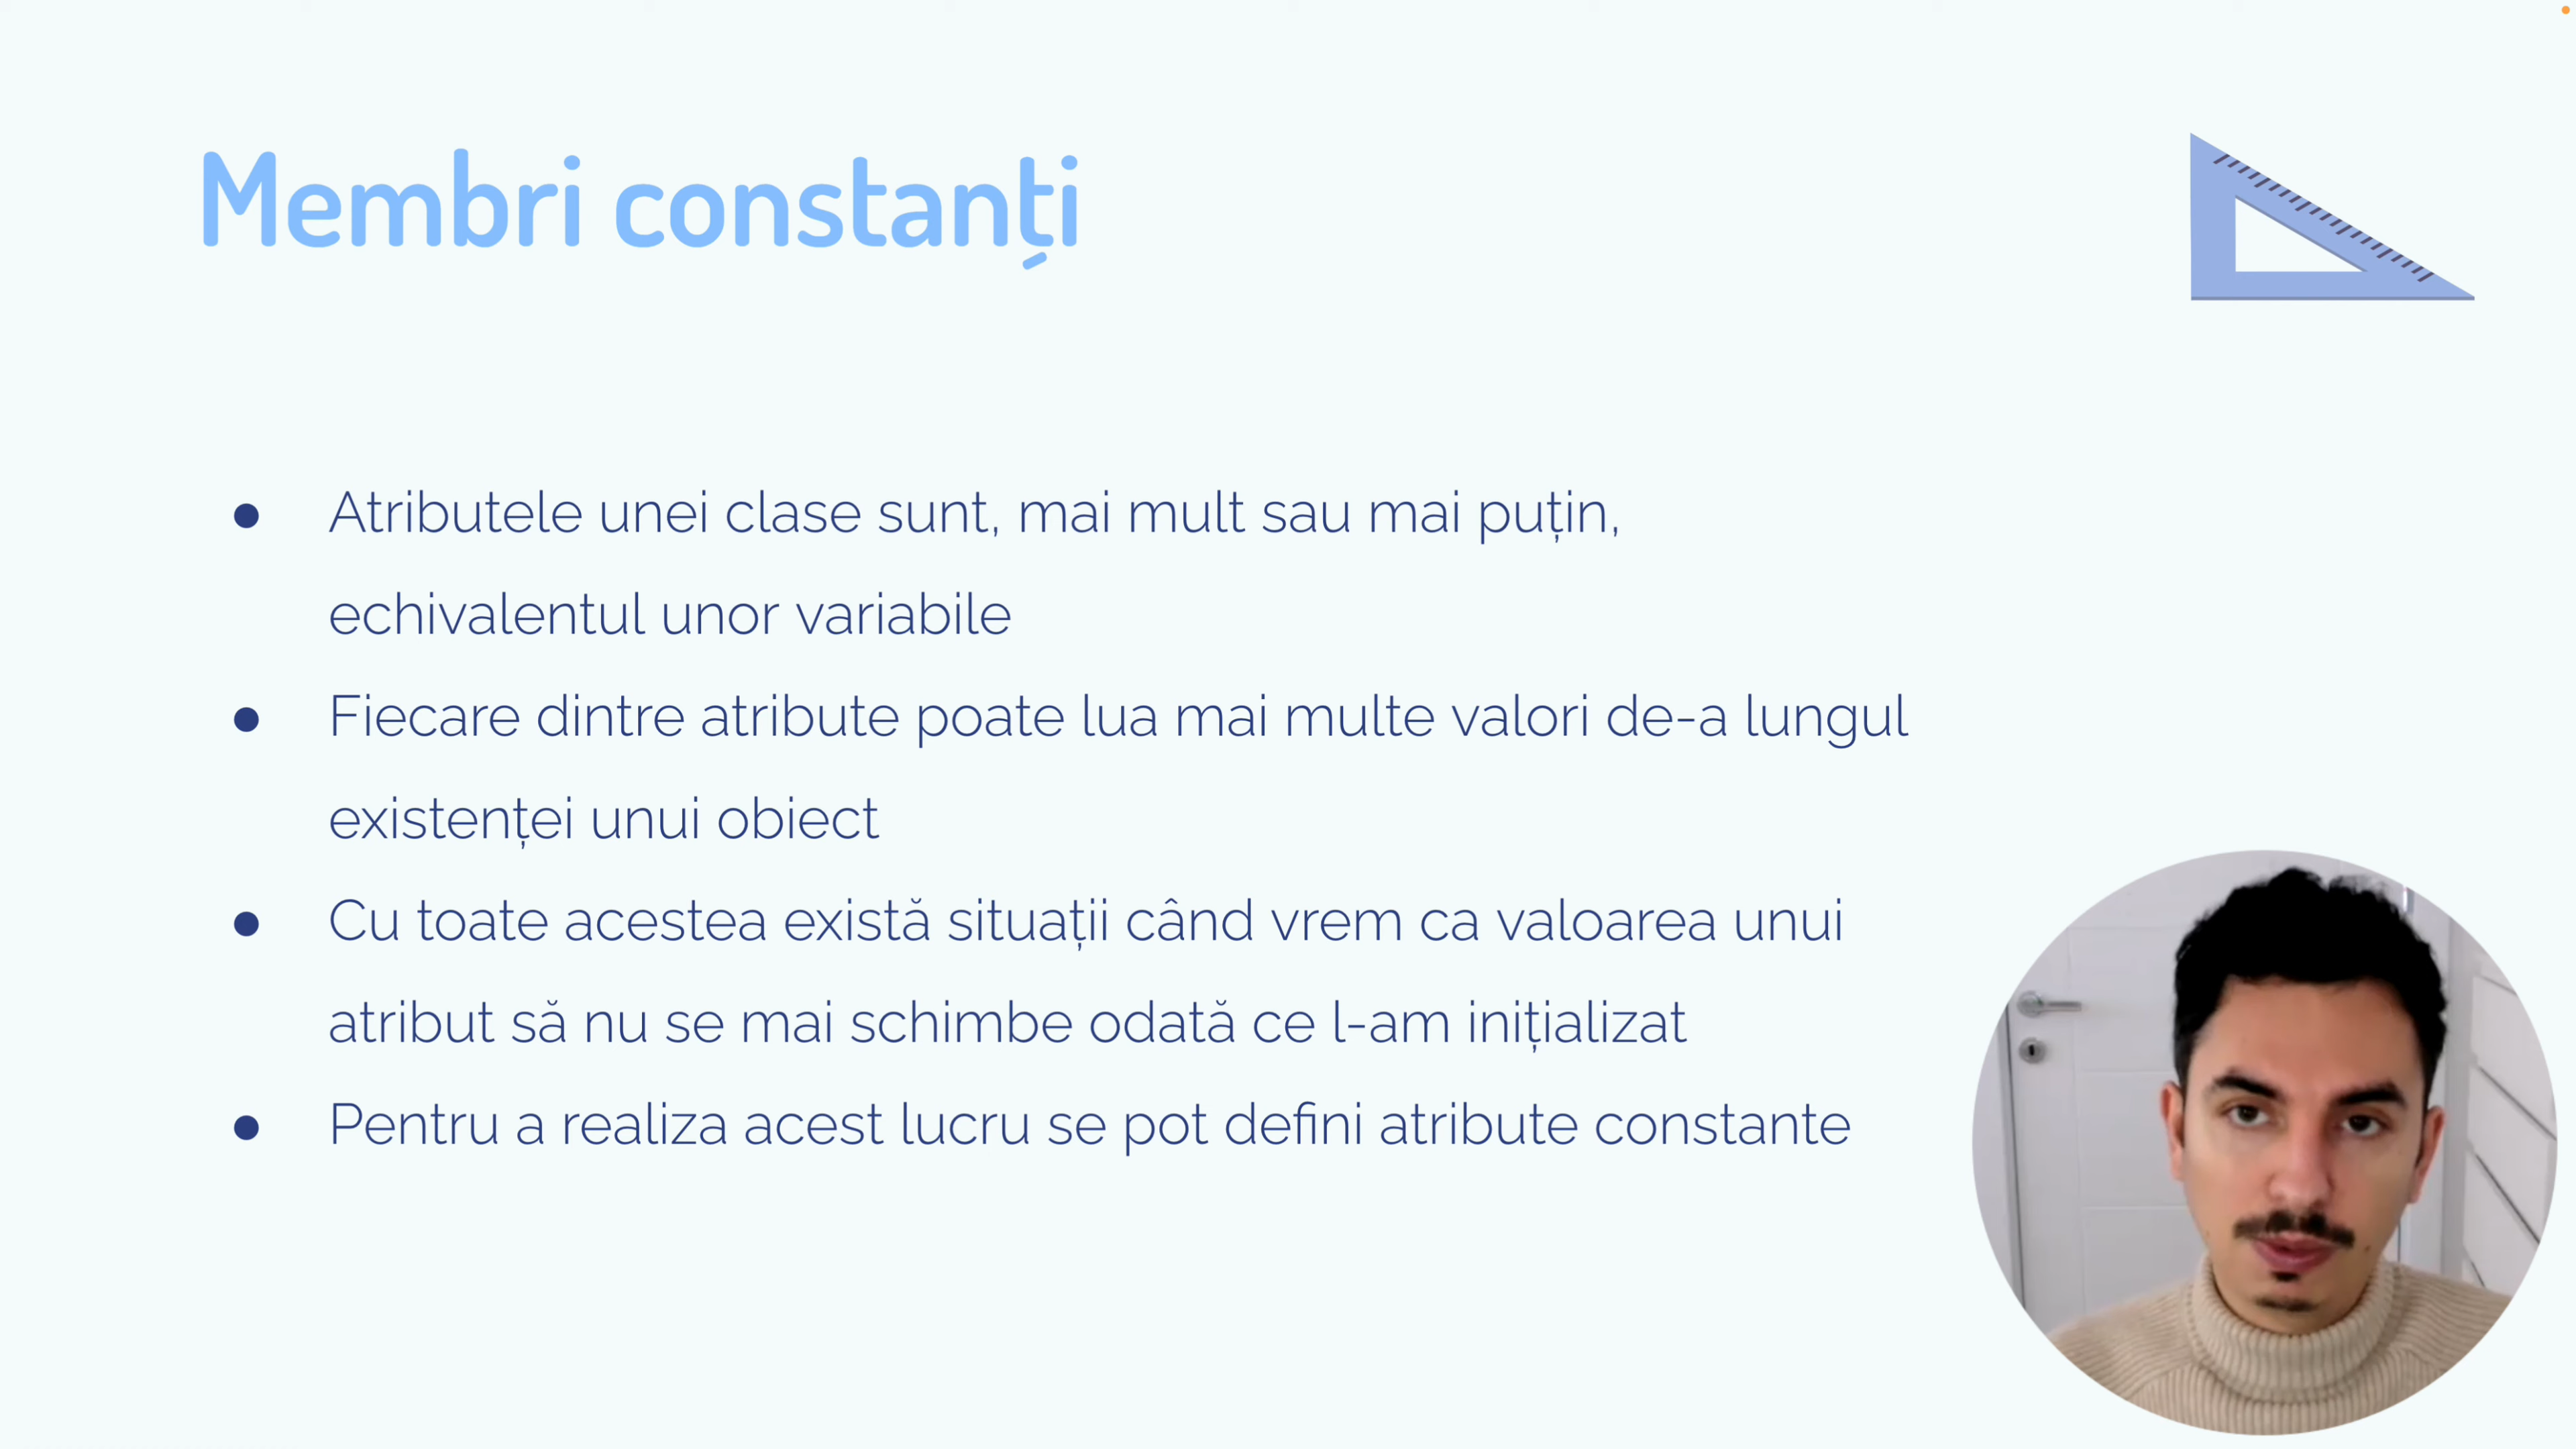 Membri constanți
● Atributele unei clase sunt, mai mult sau mai puțin,
echivalentul unor variabile
● Fiecare dintre atribute poate lua mai multe valori de-a lungul
existenței unui obiect
● Cu toate acestea există situații când vrem ca valoarea unui
atribut să nu se mai schimbe odată ce l-am inițializat
● Pentru a realiza acest lucru se pot defini atribute constante